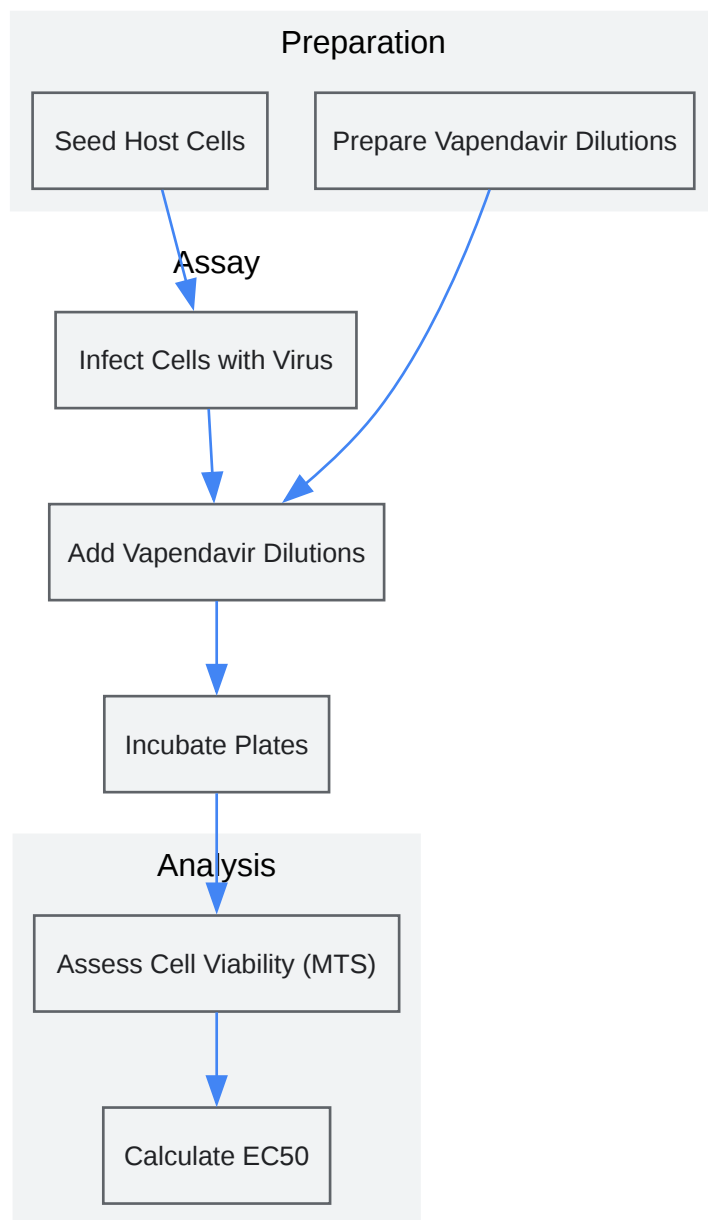 Preparation
Seed Host Cells
Prepare Vapendavir Dilutions
Assay
Infect Cells with Virus
Add Vapendavir Dilutions
Incubate Plates
Analysis
Assess Cell Viability (MTS)
Calculate EC50